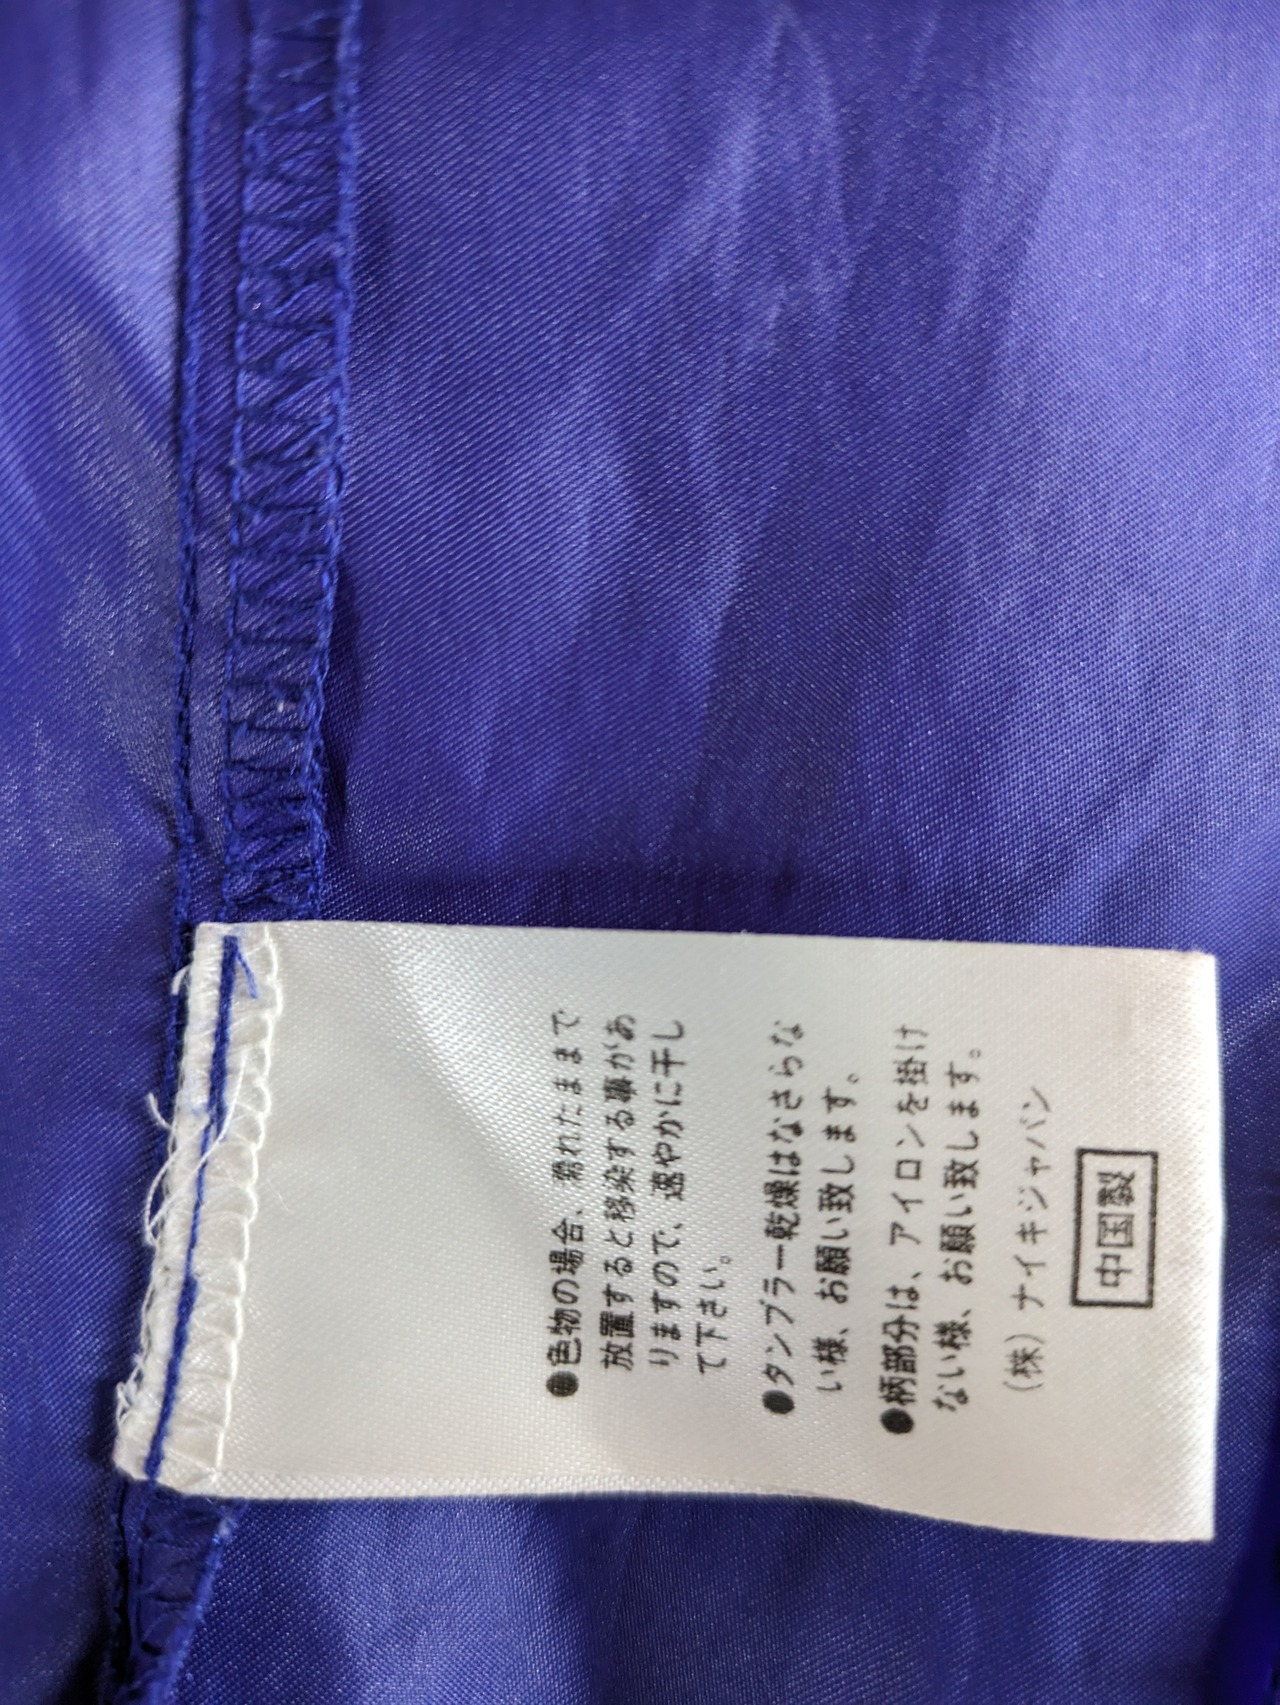 ●色物の場合、濡れたままで
放置すると移染する事があ
りますので、速やかに干し
て下さい。
●タンブラー乾燥はなさらな
い様、お願い致します。
●柄部分は、アイロンを掛け
ない様、お願い致します。
(株)ナイキジャパン
中国製